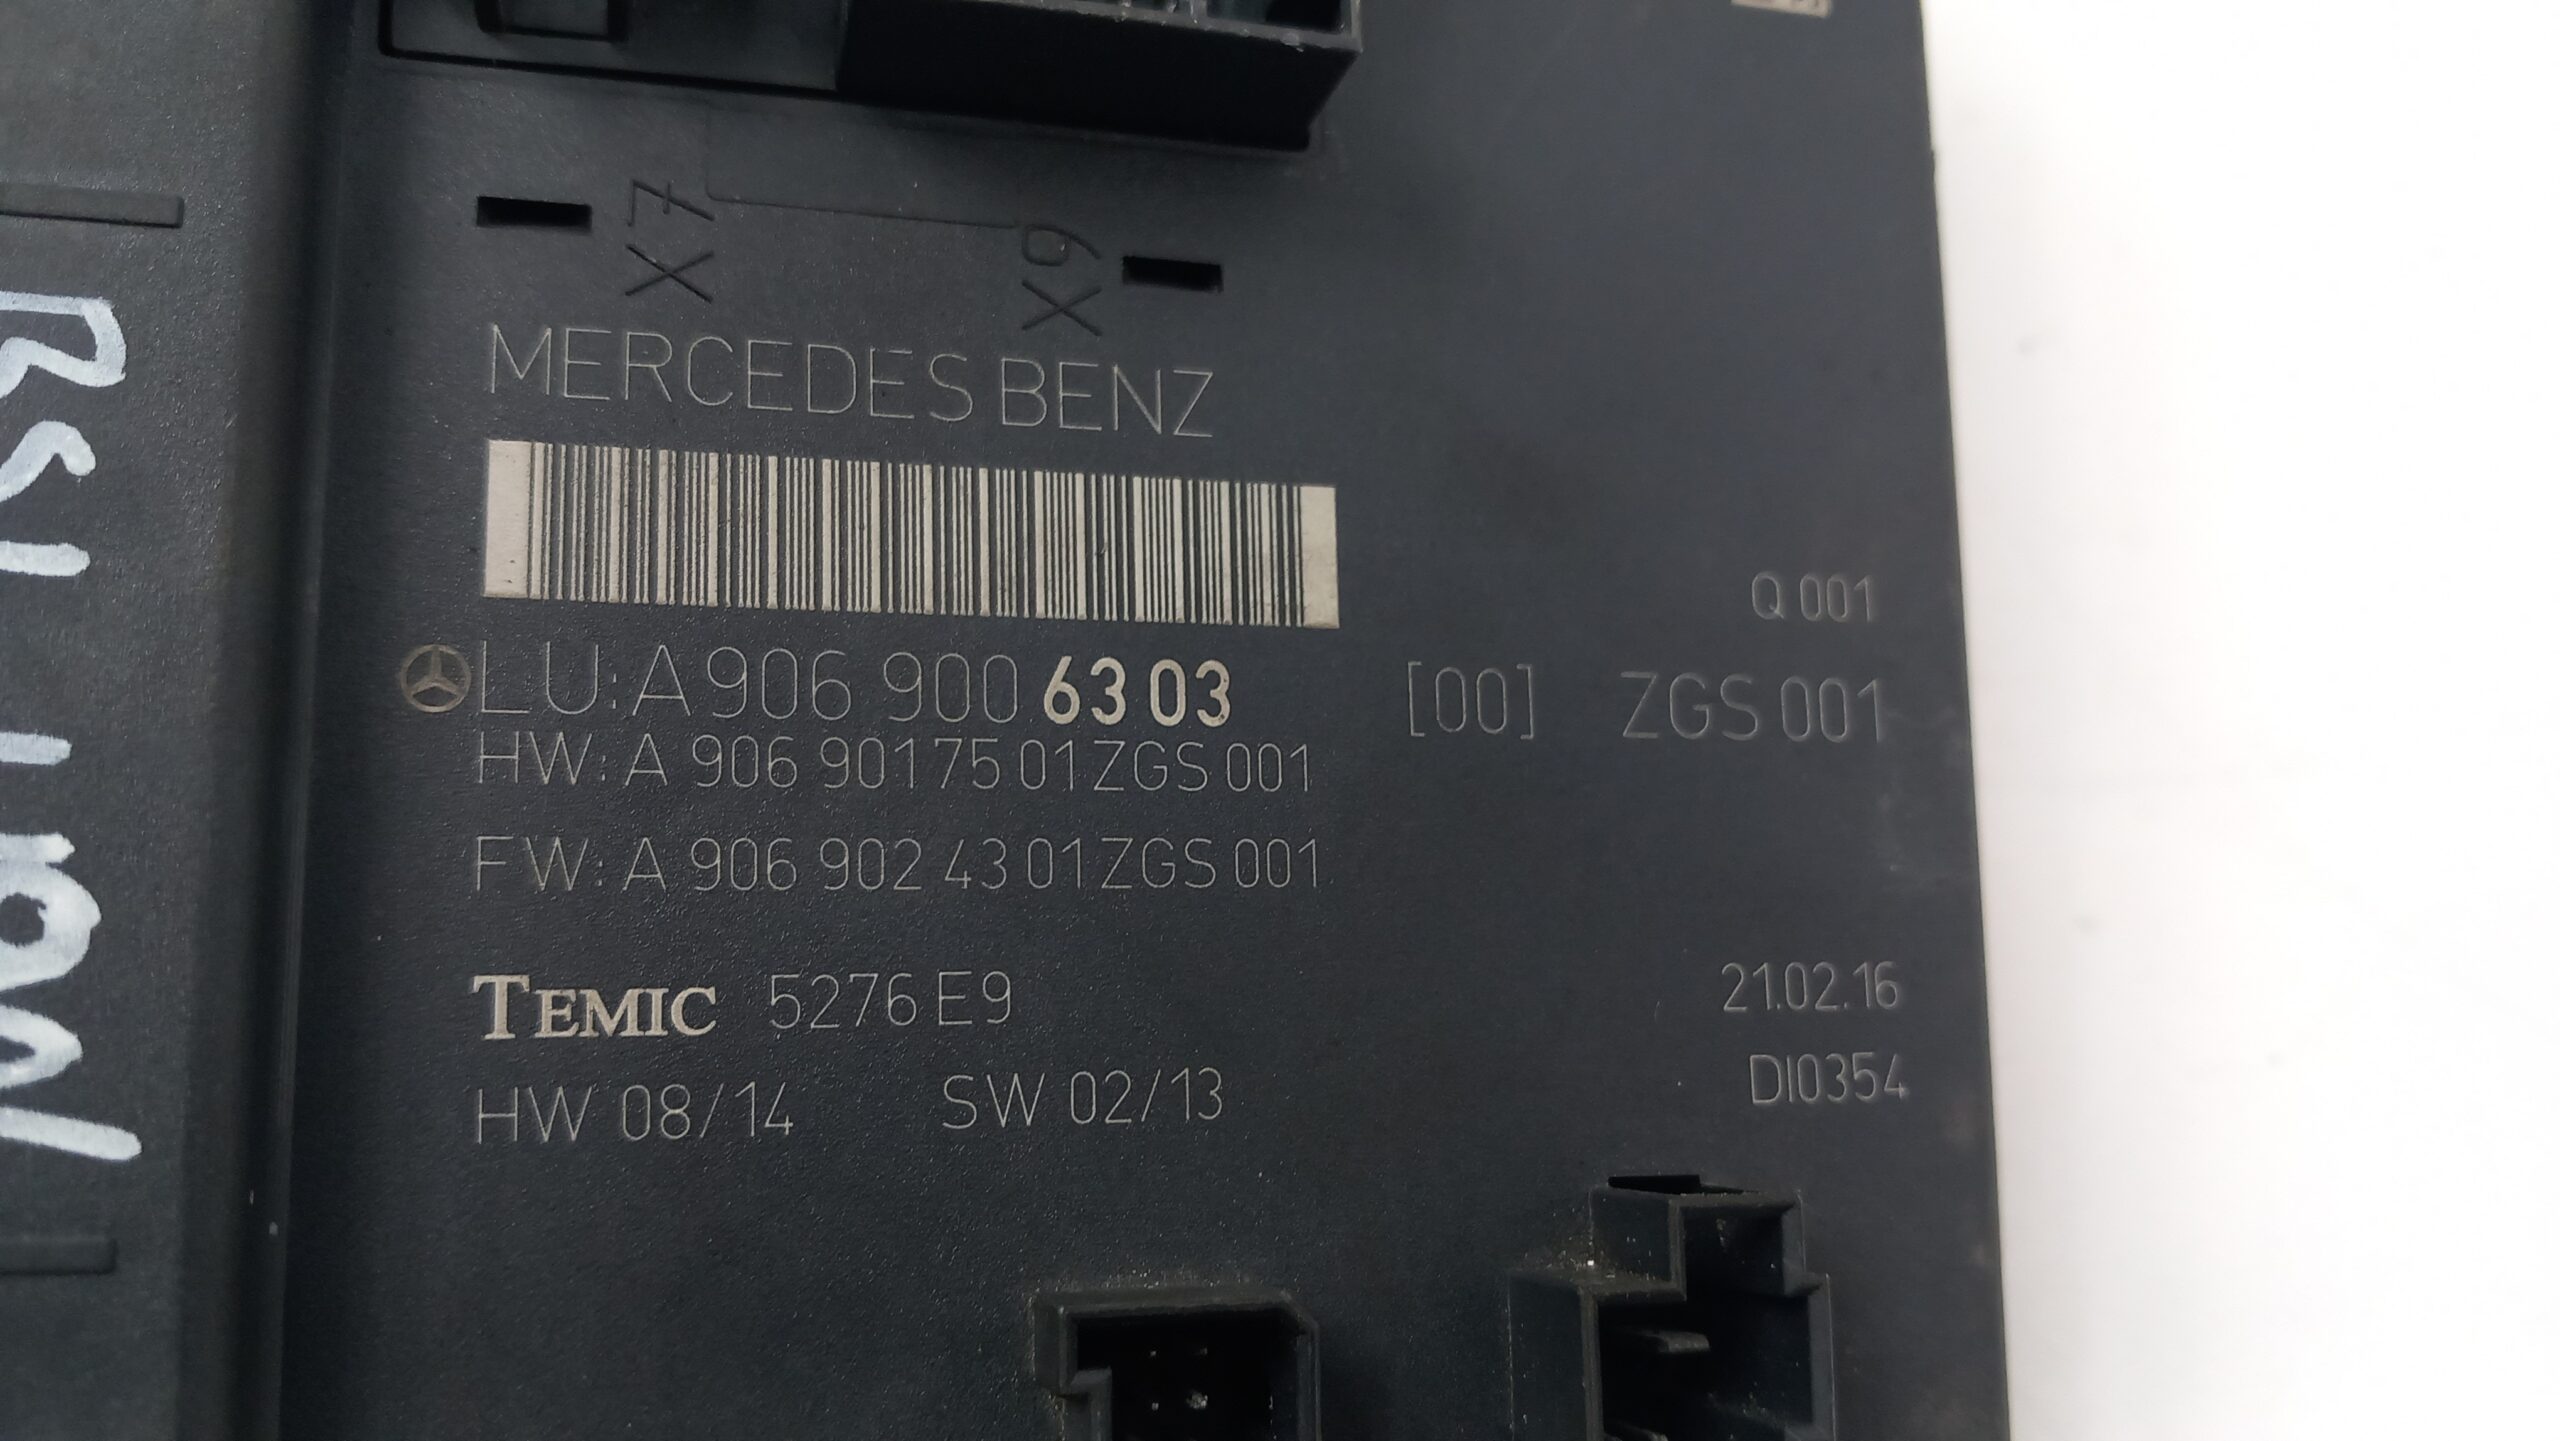 X7
X9
MERCEDES BENZ
Q 001
LU: A 906 900 63 03 [00] ZGS 001
HW: A 906 901 75 01 ZGS 001
FW: A 906 902 43 01 ZGS 001
TEMIC 5276 E9 21.02.16
HW 08/14 SW 02/13 DI0354